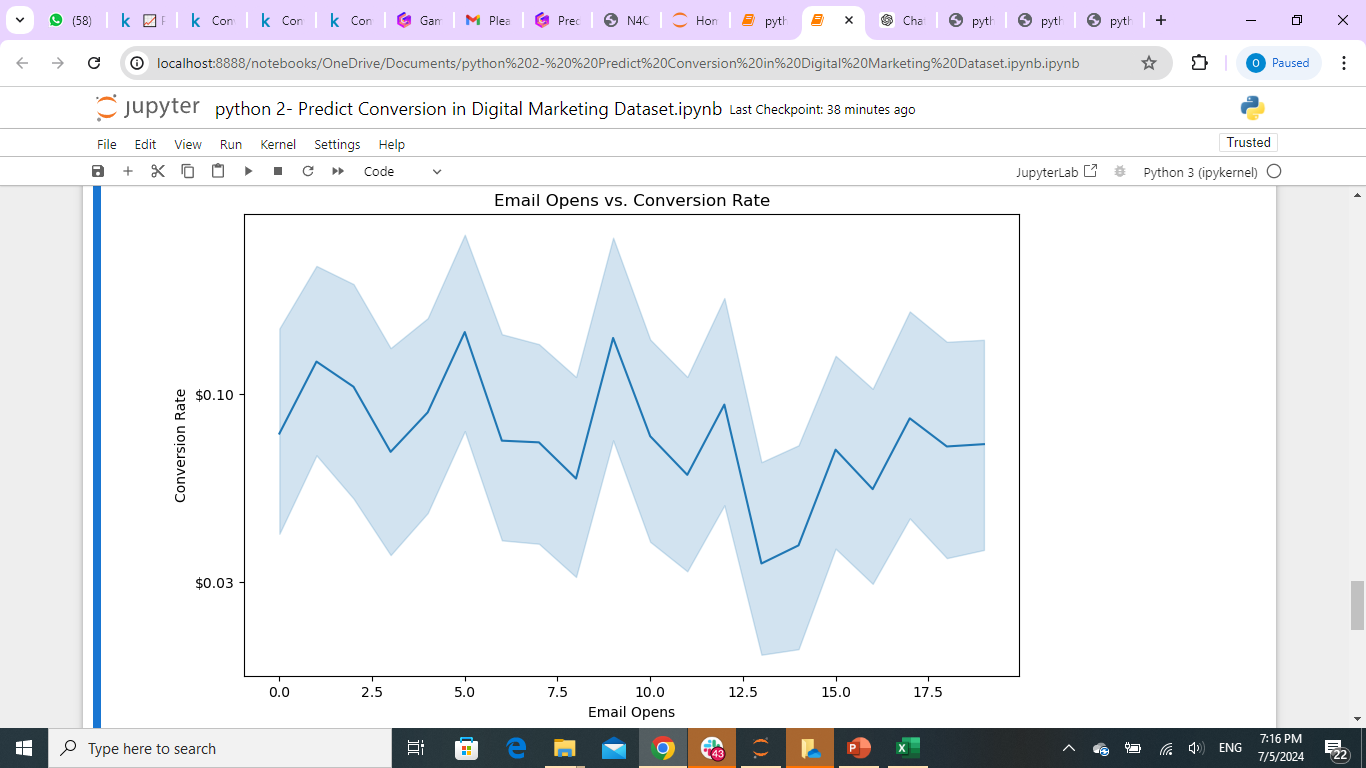 (58)
Con
Con
Con
Gam
Plea
Prec
N4C
Hon
pyth
Cha
pyth
pyth
pyth
localhost:8888/notebooks/OneDrive/Documents/python%202-%20%20Predict%20Conversion%20in%20Digital%20Marketing%20Dataset.ipynb.ipynb
O Paused
jupyter python 2- Predict Conversion in Digital Marketing Dataset.ipynb Last Checkpoint: 38 minutes ago
File Edit View Run Kernel Settings Help
Trusted
Code
JupyterLab
Python 3 (ipykernel)
Email Opens vs. Conversion Rate
Conversion Rate
$0.10
$0.03
0.0 2.5 5.0 7.5 10.0 12.5 15.0 17.5
Email Opens
Type here to search
43
ENG
7:16 PM
7/5/2024
22